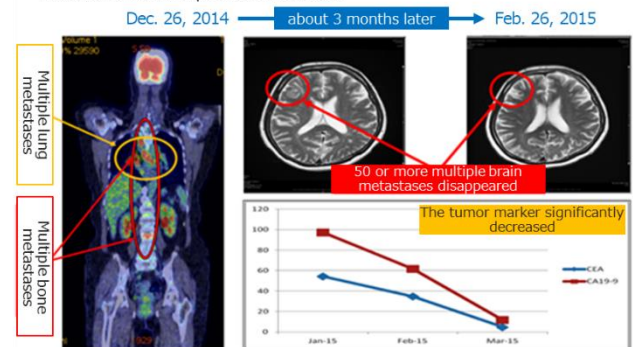 Dec. 26, 2014
about 3 months later
Feb. 26, 2015
Multiple lung
metastases
Multiple bone
metastases
50 or more multiple brain
metastases disappeared
The tumor marker significantly
decreased
120
100
80
60
40
20
0
Jan-15
Feb-15
Mar-15
CEA
CA19-9